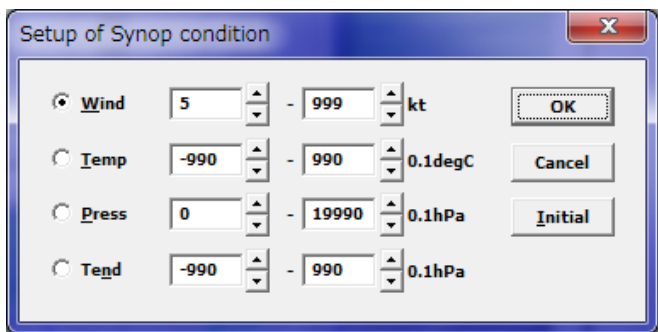 Setup of Synop condition
Wind 5 - 999 kt OK
Temp -990 - 990 0.1degC Cancel
Press 0 - 19990 0.1hPa Initial
Tend -990 - 990 0.1hPa